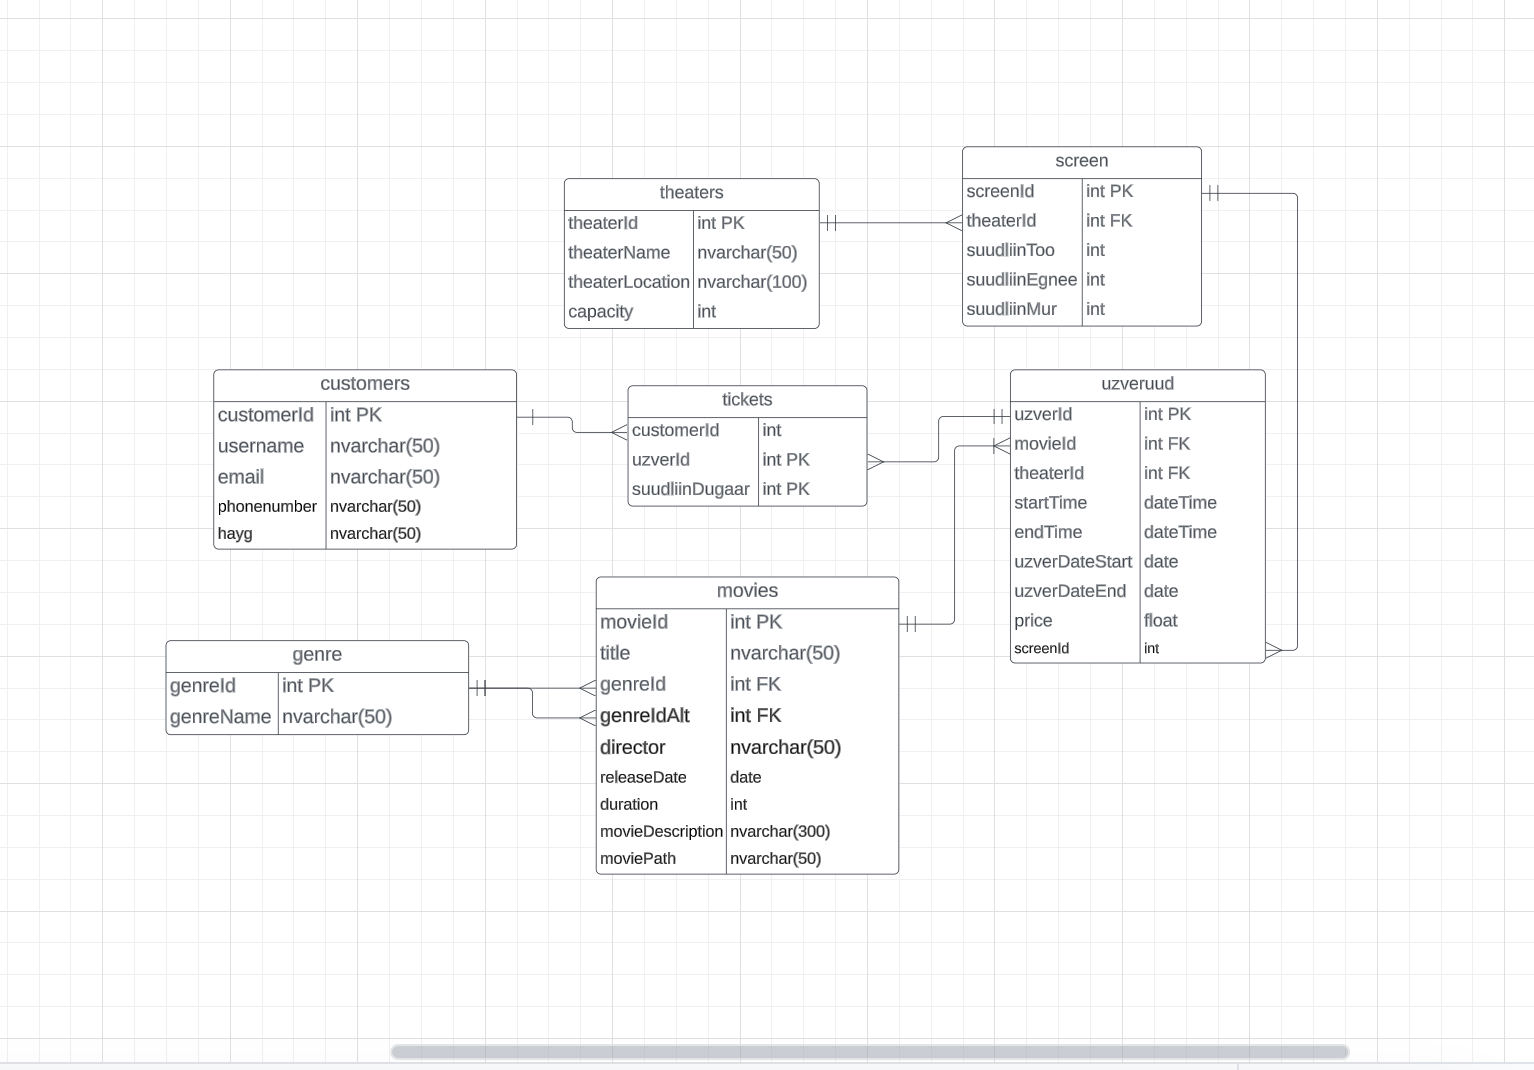 theaters
theaterId int PK
theaterName nvarchar(50)
theaterLocation nvarchar(100)
capacity int
screen
screenId int PK
theaterId int FK
suudliinToo int
suudliinEgnee int
suudliinMur int
customers
customerId int PK
username nvarchar(50)
email nvarchar(50)
phonenumber nvarchar(50)
hayg nvarchar(50)
tickets
customerId int
uzverId int PK
suudliinDugaar int PK
uzveruud
uzverId int PK
movieId int FK
theaterId int FK
startTime dateTime
endTime dateTime
uzverDateStart date
uzverDateEnd date
price float
screenId int
genre
genreId int PK
genreName nvarchar(50)
movies
movieId int PK
title nvarchar(50)
genreId int FK
genreIdAlt int FK
director nvarchar(50)
releaseDate date
duration int
movieDescription nvarchar(300)
moviePath nvarchar(50)